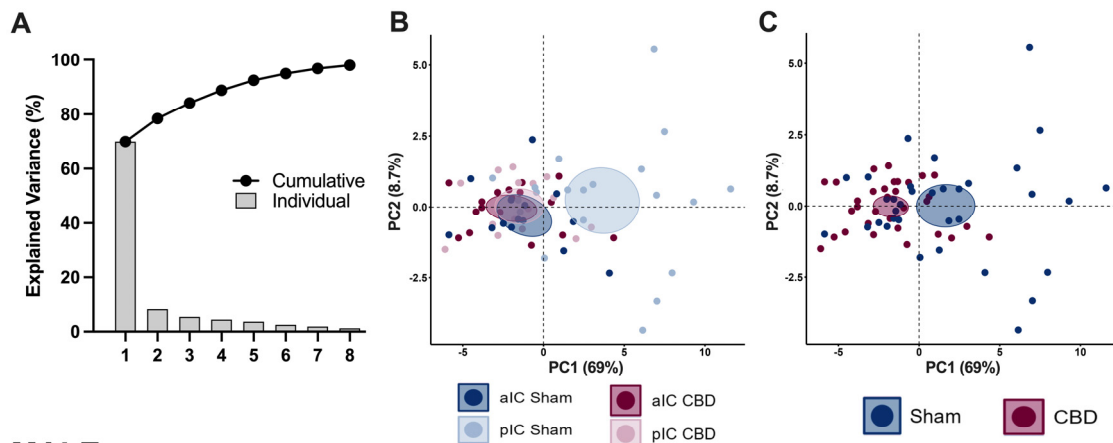 A
Explained Variance (%)
100
80
60
40
20
0
Cumulative
Individual
1 2 3 4 5 6 7 8
B
PC2 (8.7%)
5.0
2.5
0.0
-2.5
-5 0 5 10
PC1 (69%)
aIC Sham
aIC CBD
pIC Sham
pIC CBD
C
PC2 (8.7%)
5.0
2.5
0.0
-2.5
-5 0 5 10
PC1 (69%)
Sham
CBD